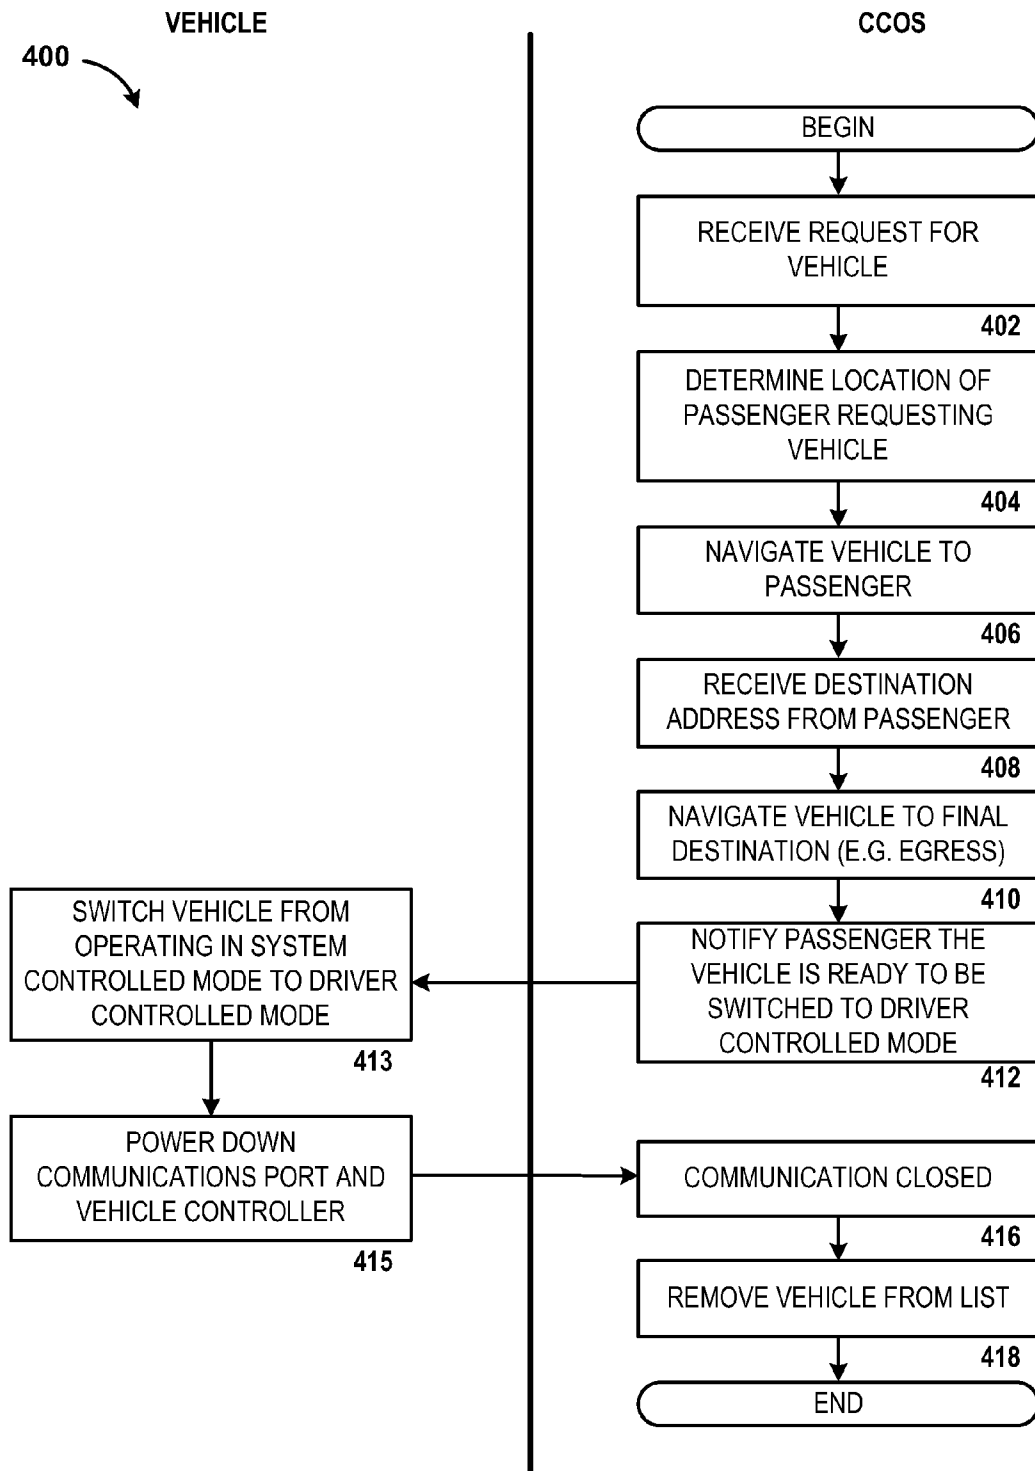 VEHICLE
CCOS
400
BEGIN
RECEIVE REQUEST FOR
VEHICLE
402
DETERMINE LOCATION OF
PASSENGER REQUESTING
VEHICLE
404
NAVIGATE VEHICLE TO
PASSENGER
406
RECEIVE DESTINATION
ADDRESS FROM PASSENGER
408
NAVIGATE VEHICLE TO FINAL
DESTINATION (E.G. EGRESS)
410
NOTIFY PASSENGER THE
VEHICLE IS READY TO BE
SWITCHED TO DRIVER
CONTROLLED MODE
412
SWITCH VEHICLE FROM
OPERATING IN SYSTEM
CONTROLLED MODE TO DRIVER
CONTROLLED MODE
413
POWER DOWN
COMMUNICATIONS PORT AND
VEHICLE CONTROLLER
415
COMMUNICATION CLOSED
416
REMOVE VEHICLE FROM LIST
418
END